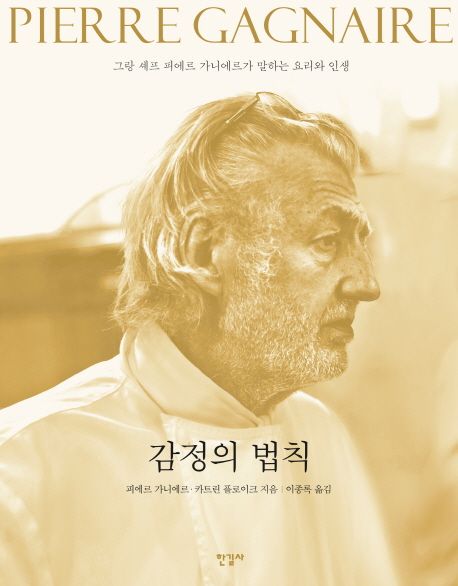 PIERRE GAGNAIRE
그랑 셰프 피에르 가니에르가 말하는 요리와 인생
감정의 법칙
피에르 가니에르·카트린 플로이크 지음 | 이종록 옮김
한길사